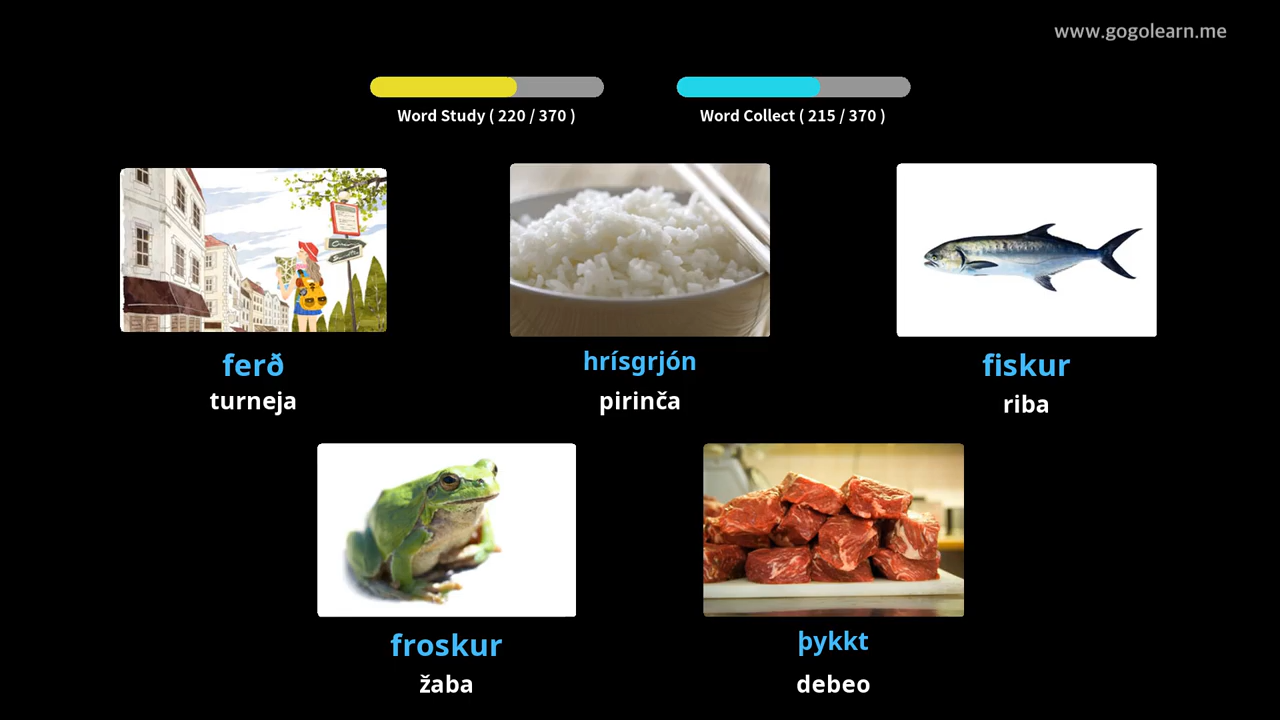 www.gogolearn.me
Word Study ( 220 / 370 )
Word Collect ( 215 / 370 )
ferð
turneja
hrísgrjón
pirinča
fiskur
riba
froskur
žaba
þykkt
debeo